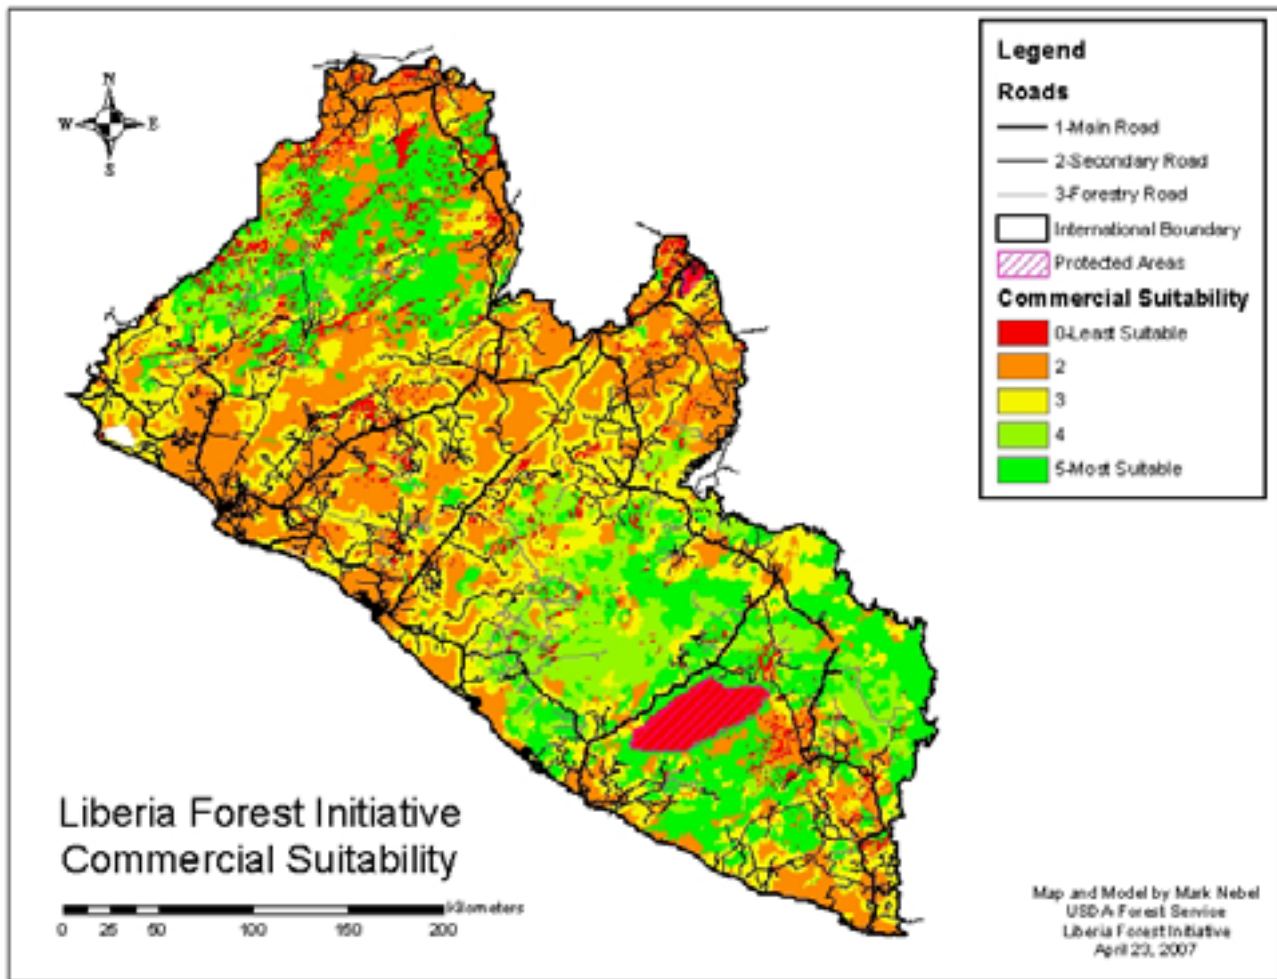 N
W E
S
Legend
Roads
1-Main Road
2-Secondary Road
3-Forestry Road
International Boundary
Protected Areas
Commercial Suitability
0-Least Suitable
2
3
4
5-Most Suitable
Liberia Forest Initiative
Commercial Suitability
Kilometers
0 25 50 100 150 200
Map and Model by Mark Nebel
USDA Forest Service
Liberia Forest Initiative
April 23, 2007